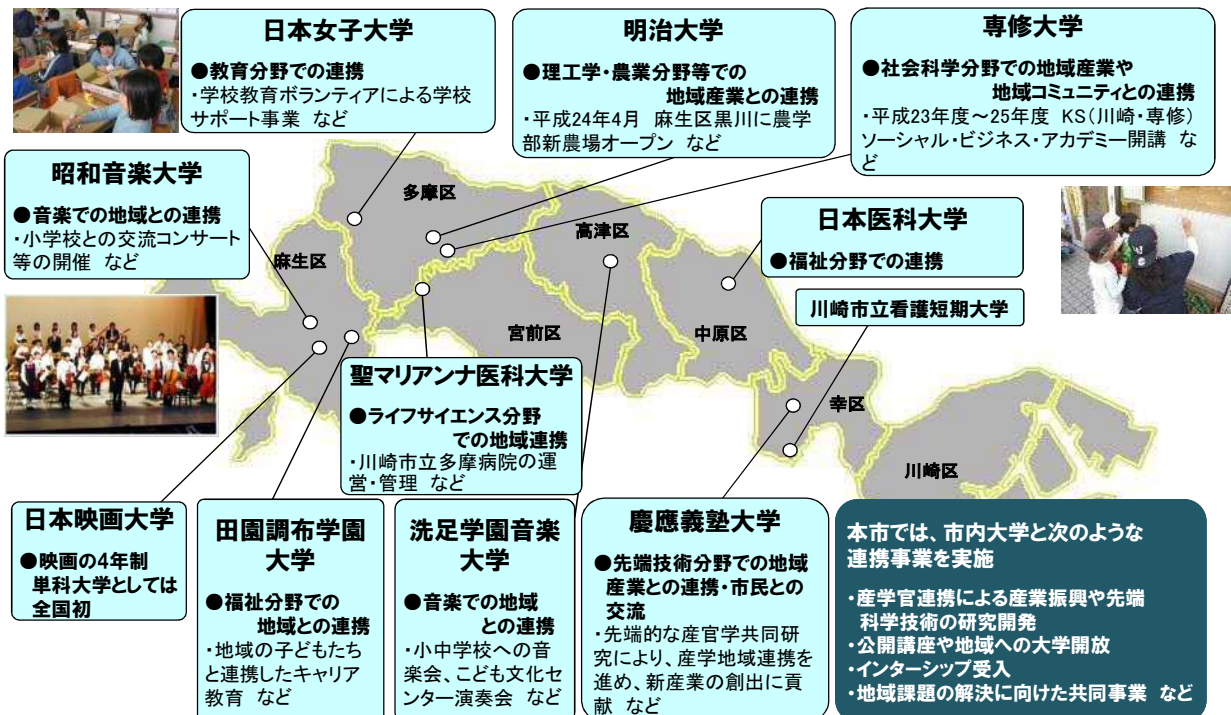 日本女子大学
●教育分野での連携
・学校教育ボランティアによる学校
サポート事業 など
明治大学
●理工学・農業分野等での
地域産業との連携
・平成24年4月 麻生区黒川に農学
部新農場オープン など
専修大学
●社会科学分野での地域産業や
地域コミュニティとの連携
・平成23年度～25年度 KS（川崎・専修）
ソーシャル・ビジネス・アカデミー開講 な
ど
昭和音楽大学
●音楽での地域との連携
・小学校との交流コンサート
等の開催 など
多摩区
高津区
麻生区
宮前区
中原区
幸区
川崎区
日本医科大学
●福祉分野での連携
川崎市立看護短期大学
聖マリアンナ医科大学
●ライフサイエンス分野
での地域連携
・川崎市立多摩病院の運
営・管理 など
日本映画大学
●映画の4年制
単科大学としては
全国初
田園調布学園
大学
●福祉分野での
地域との連携
・地域の子どもたち
と連携したキャリア
教育 など
洗足学園音楽
大学
●音楽での地域
との連携
・小中学校への音
楽会、こども文化セ
ンター演奏会 など
慶應義塾大学
●先端技術分野での地域
産業との連携・市民との
交流
・先端的な産官学共同研
究により、産学地域連携を
進め、新産業の創出に貢
献 など
本市では、市内大学と次のような
連携事業を実施
・産学官連携による産業振興や先端
科学技術の研究開発
・公開講座や地域への大学開放
・インターシップ受入
・地域課題の解決に向けた共同事業 など